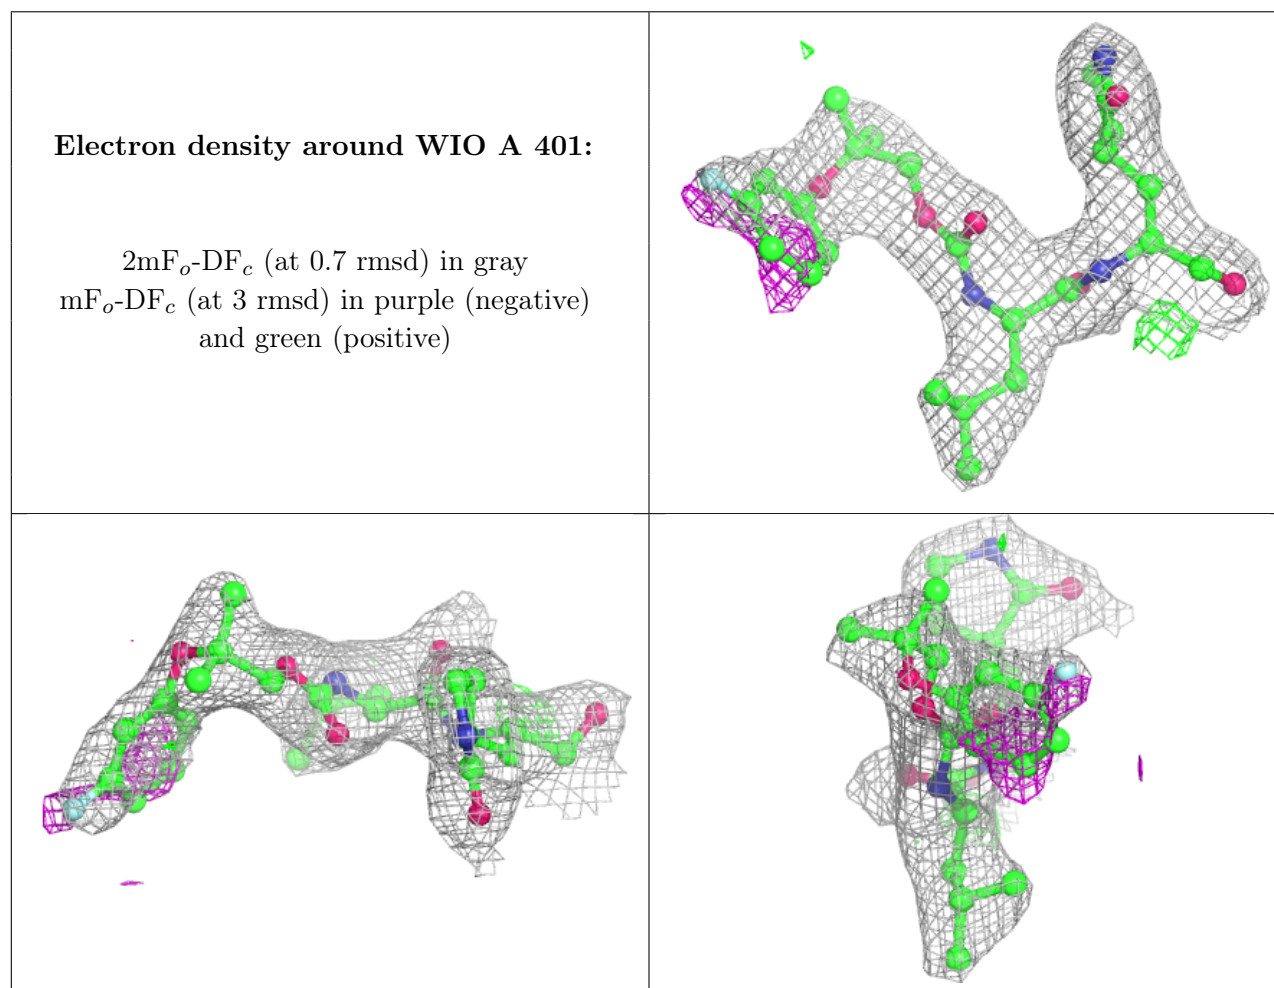 Electron density around WIO A 401:
2mFo-DFc (at 0.7 rmsd) in gray
mFo-DFc (at 3 rmsd) in purple (negative)
and green (positive)